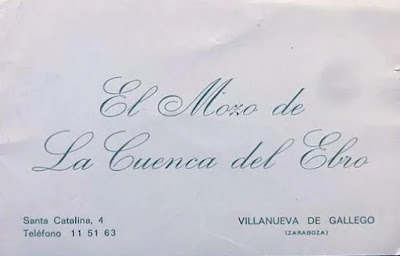 El Mozo de
La Cuenca del Ebro
Santa Catalina, 4
Teléfono 11 51 63
VILLANUEVA DE GALLEGO
(ZARAGOZA)